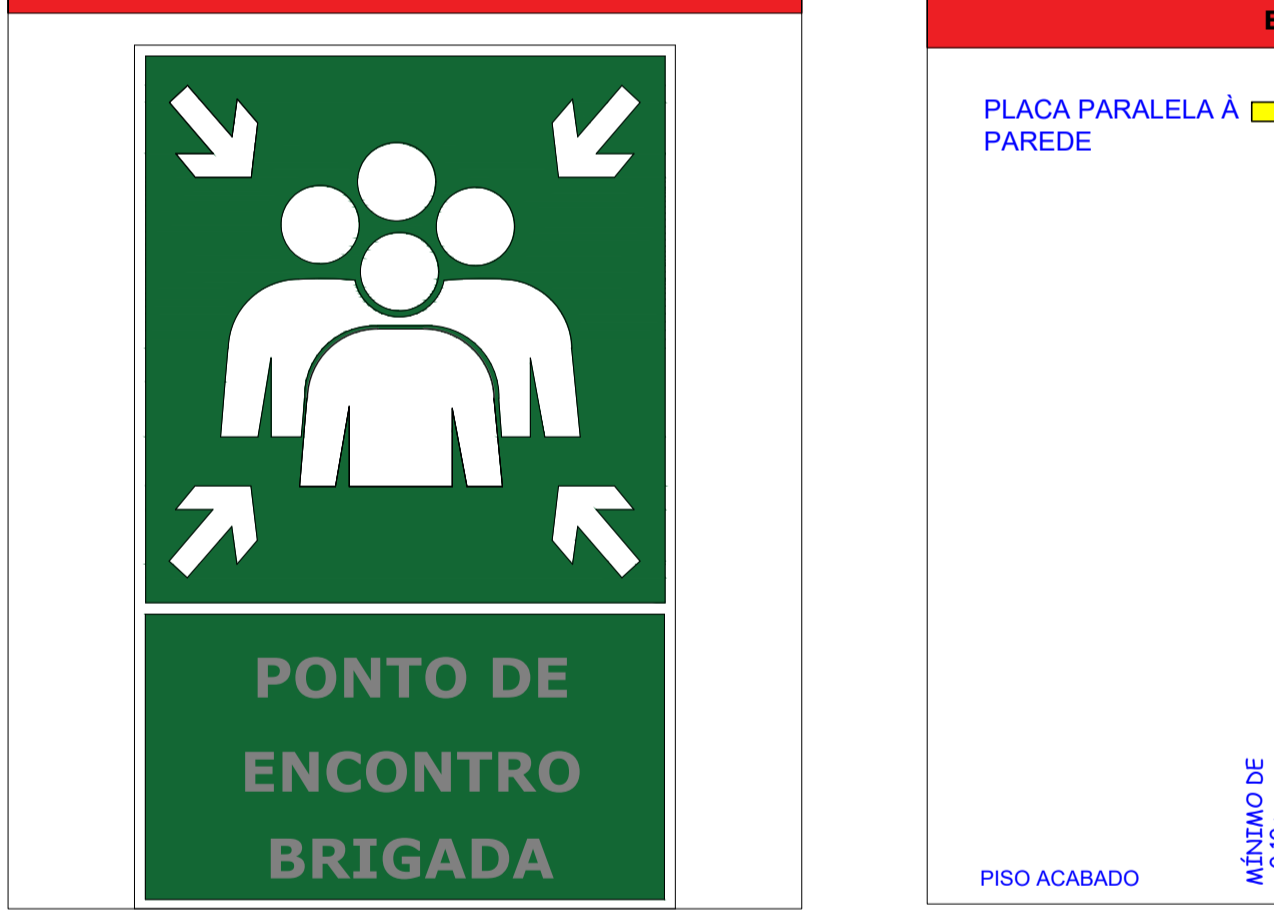 PONTO DE
ENCONTRO
BRIGADA
PLACA PARALELA À
PAREDE
MÍNIMO DE
PISO ACABADO